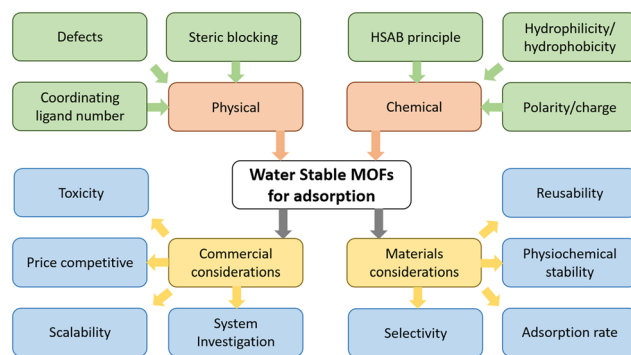 Defects
Steric blocking
HSAB principle
Hydrophilicity/
hydrophobicity
Coordinating
ligand number
Physical
Chemical
Polarity/charge
Water Stable MOFs
for adsorption
Toxicity
Reusability
Price competitive
Commercial
considerations
Materials
considerations
Physiochemical
stability
Scalability
System
Investigation
Selectivity
Adsorption rate